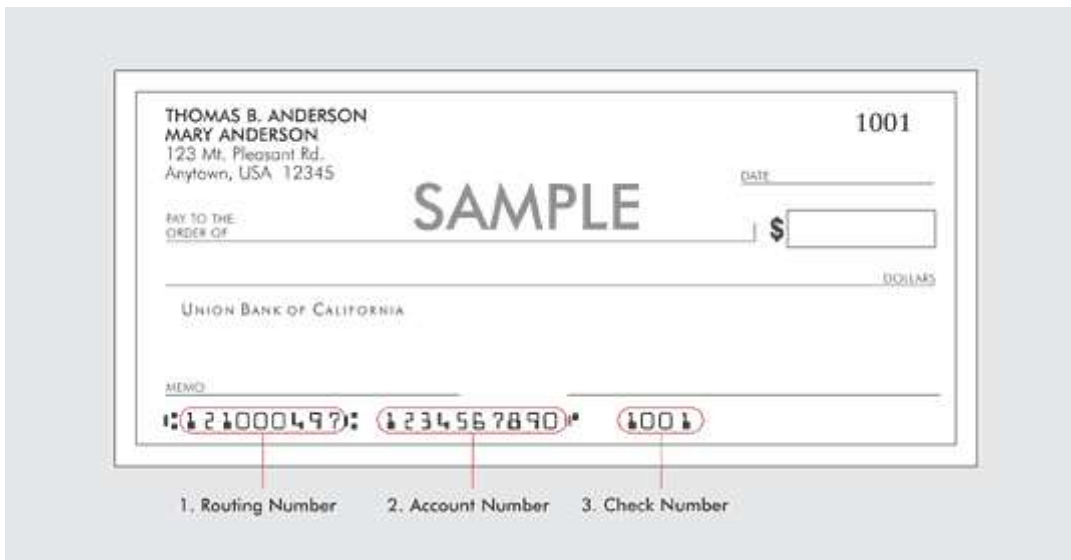 THOMAS B. ANDERSON
MARY ANDERSON
123 Mt. Pleasant Rd.
Anytown, USA 12345
1001
DATE
SAMPLE
PAY TO THE
ORDER OF
$
DOLLARS
UNION BANK OF CALIFORNIA
MEMO
⑆121000497⑆ 1234567890⑈ 1001
1. Routing Number 2. Account Number 3. Check Number